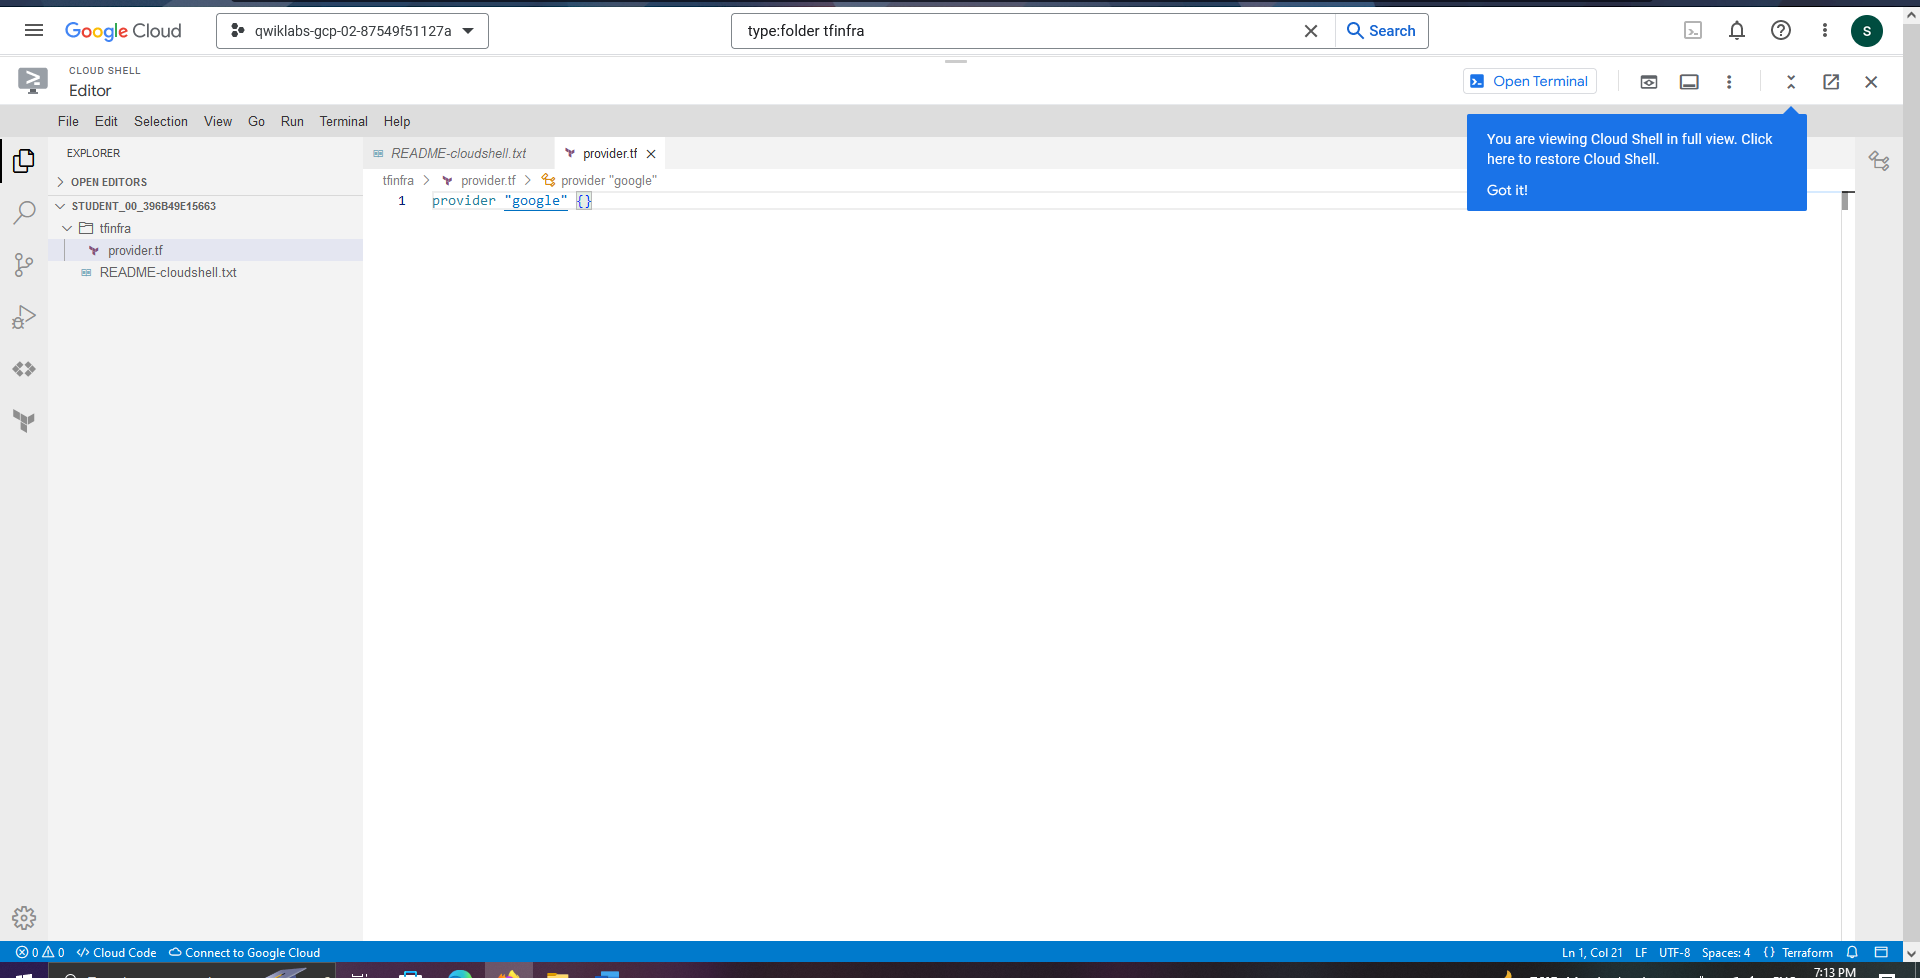 Google Cloud
qwiklabs-gcp-02-87549f51127a
type:folder tfinfra
Search
S
CLOUD SHELL
Editor
Open Terminal
File Edit Selection View Go Run Terminal Help
You are viewing Cloud Shell in full view. Click
here to restore Cloud Shell.
Got it!
EXPLORER
OPEN EDITORS
STUDENT_00_396B49E15663
tfinfra
provider.tf
README-cloudshell.txt
README-cloudshell.txt
provider.tf
tfinfra > provider.tf > provider "google"
1 provider "google" {}
0 0 Cloud Code Connect to Google Cloud
Ln 1, Col 21 LF UTF-8 Spaces: 4 {} Terraform
7:13 PM